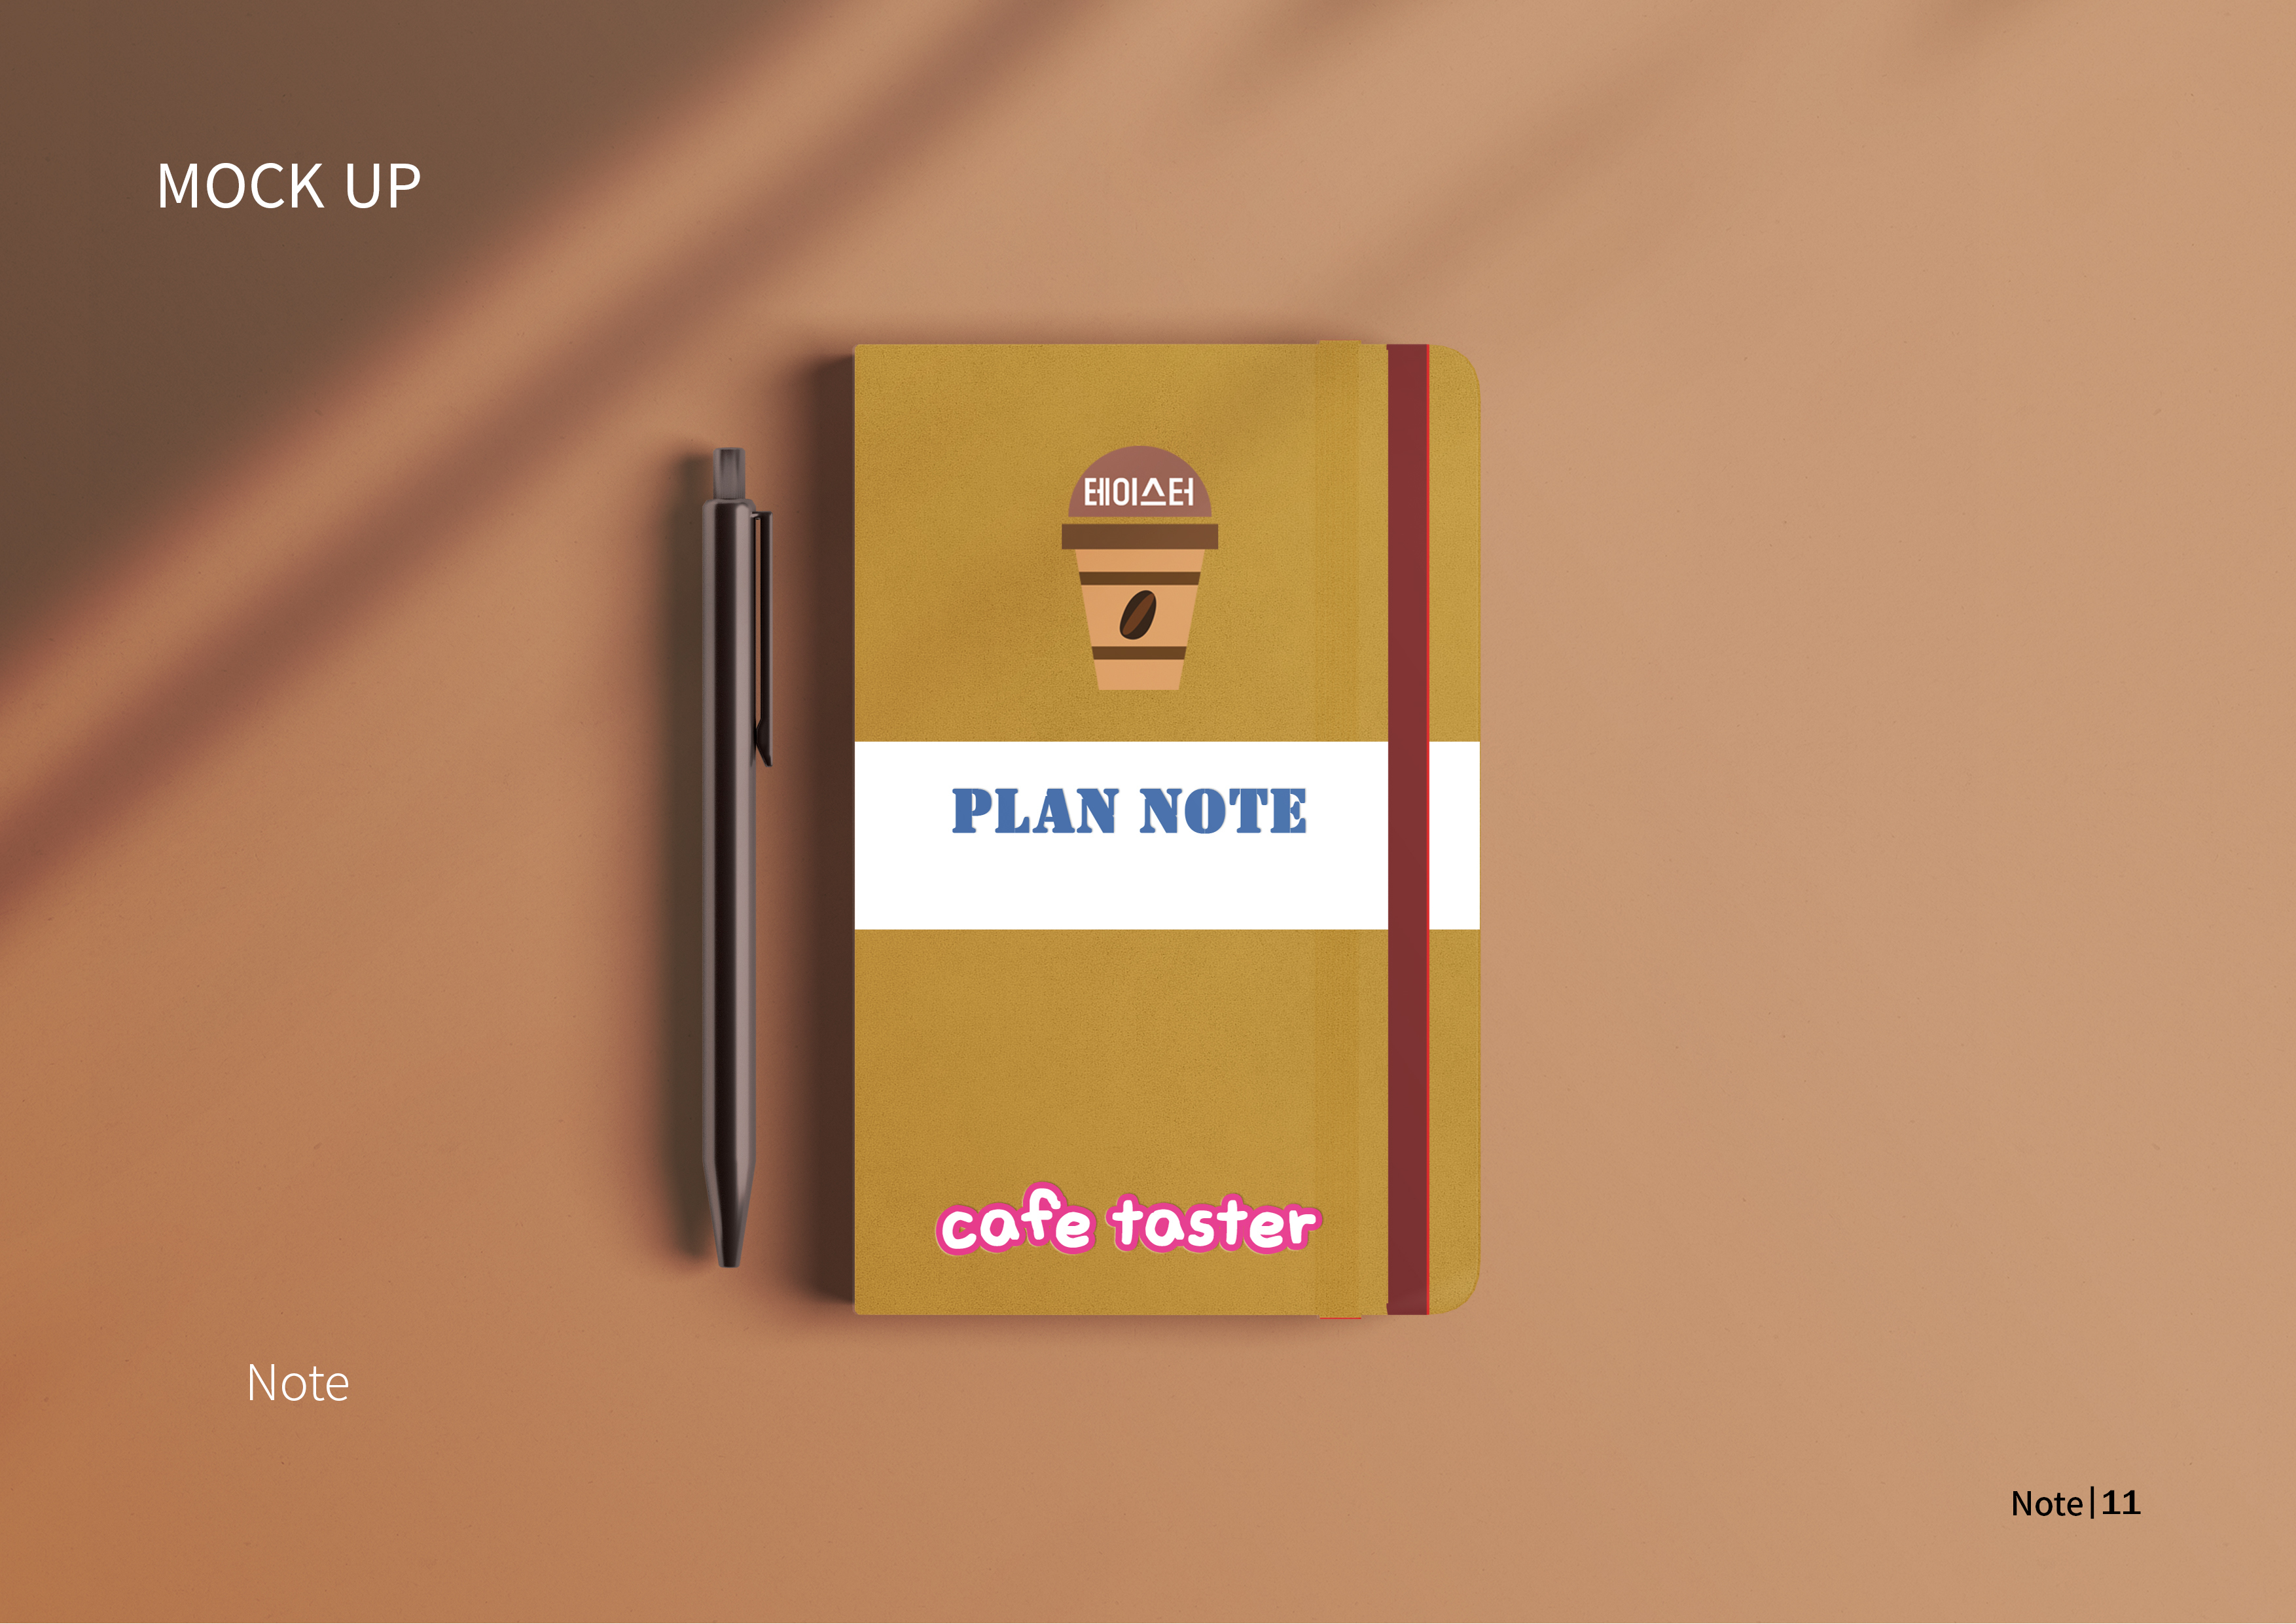 MOCK UP
테이스터
PLAN NOTE
cafe taster
Note
Note|11